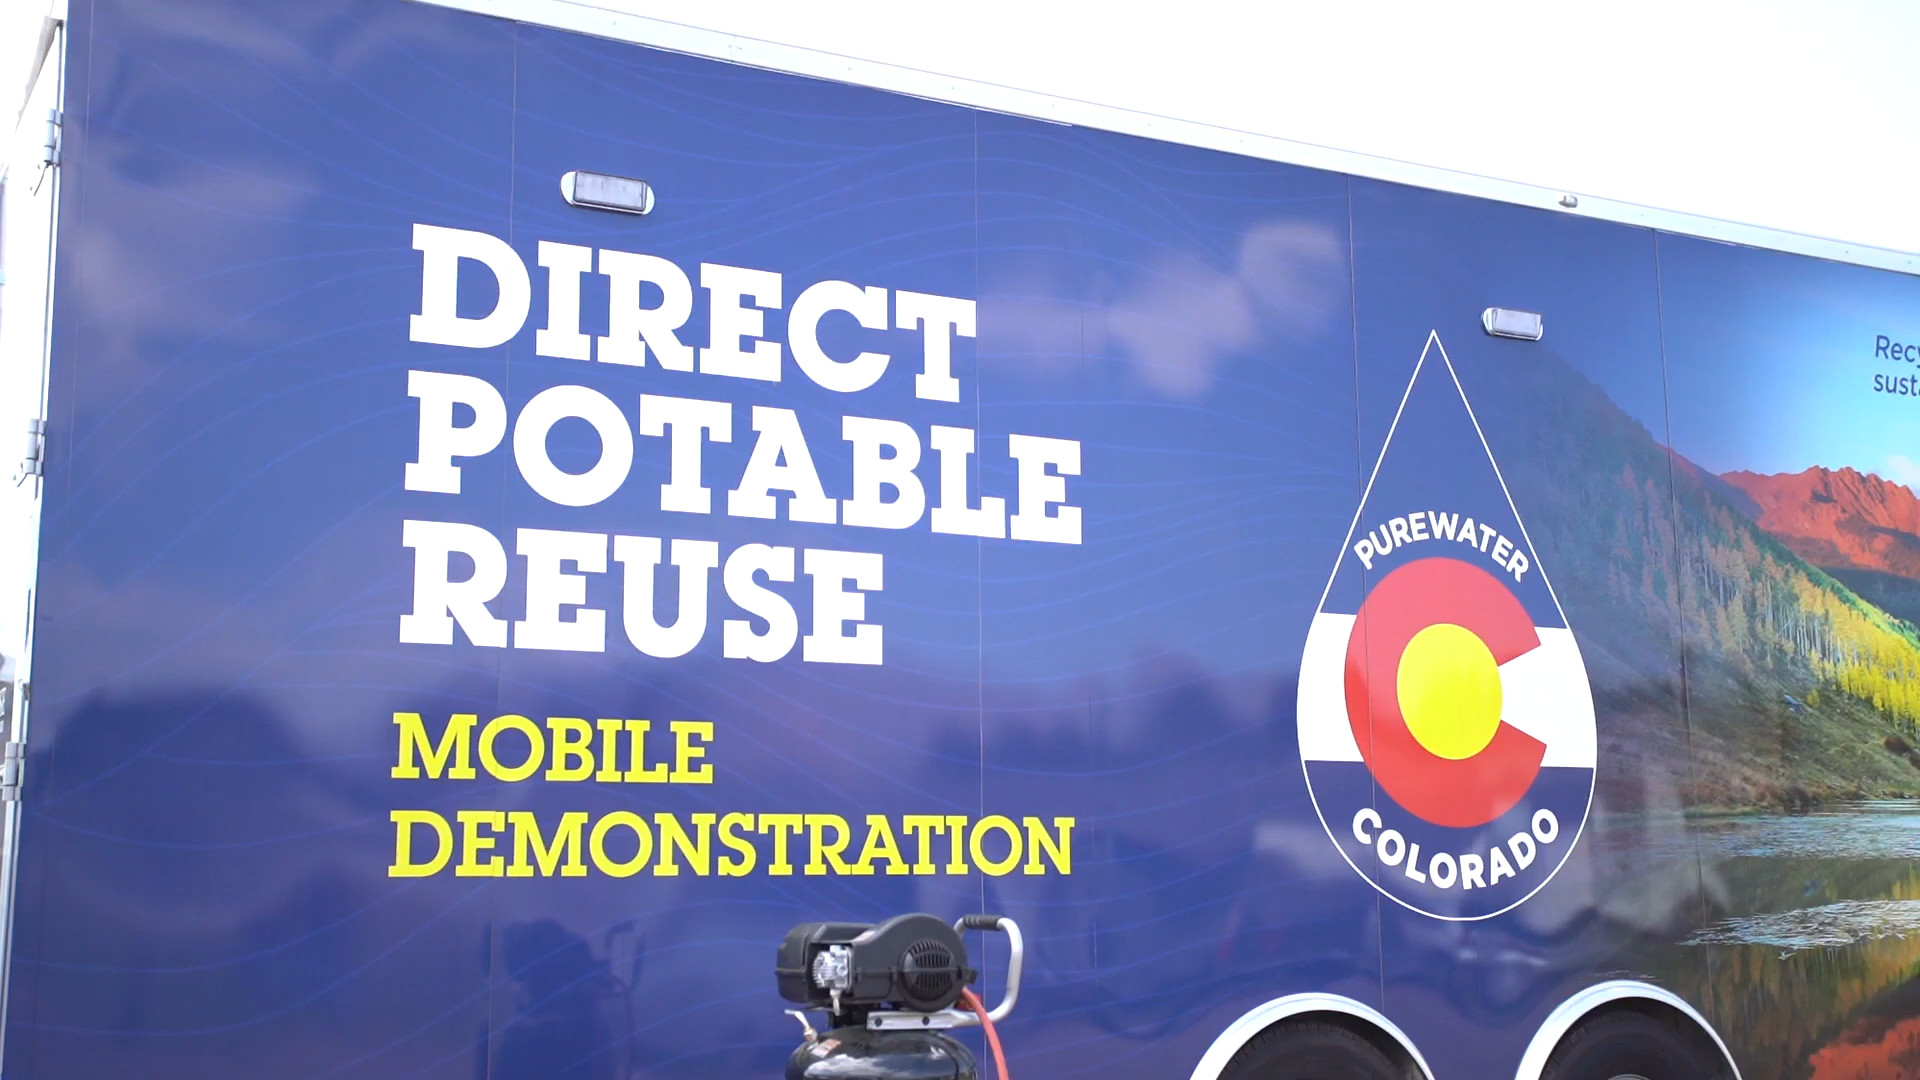 DIRECT
POTABLE
REUSE
MOBILE
DEMONSTRATION
PUREWATER
COLORADO